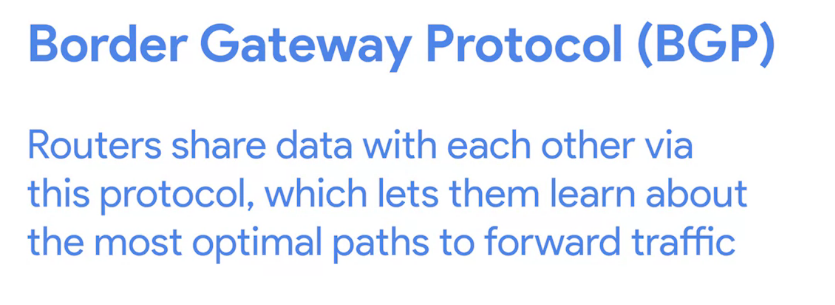 Border Gateway Protocol (BGP)
Routers share data with each other via
this protocol, which lets them learn about
the most optimal paths to forward traffic